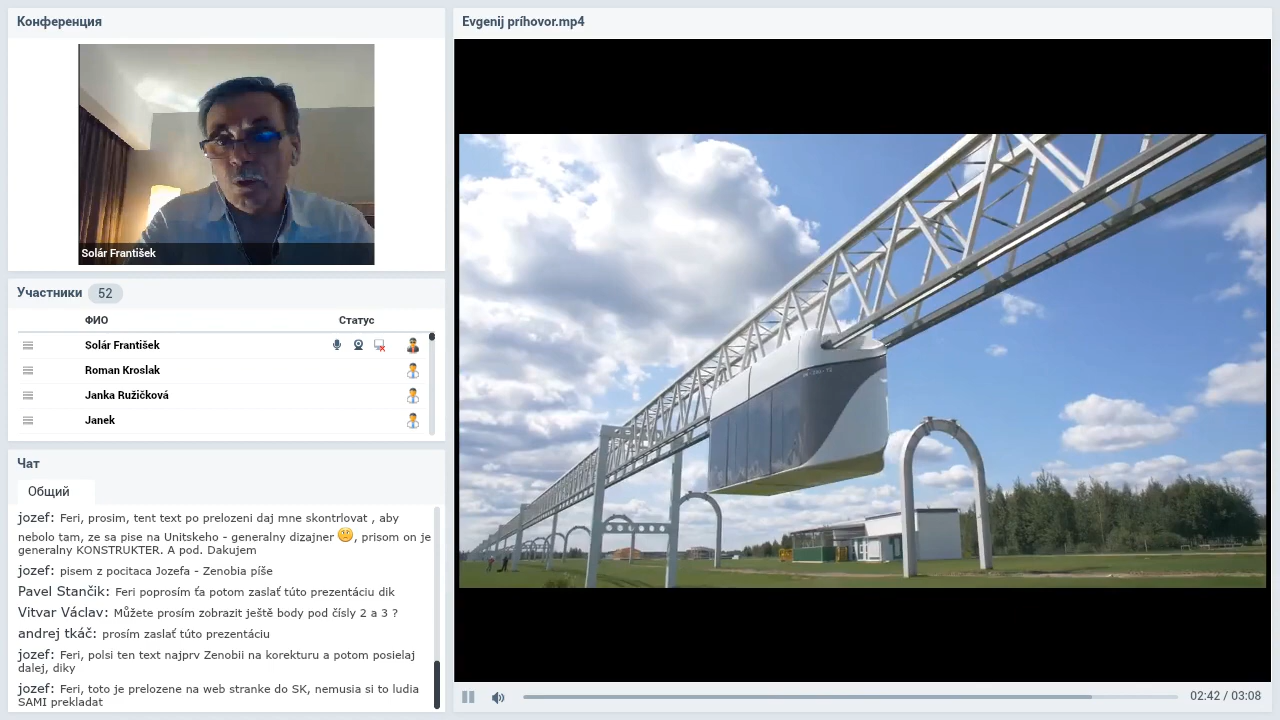 Конференция
Solár František
Участники 52
ФИО Статус
Solár František
Roman Kroslak
Janka Ružičková
Janek
Чат
Общий
jozef: Feri, prosim, tent text po prelozeni daj mne skontrlovat , aby
nebolo tam, ze sa pise na Unitskeho - generalny dizajner , prisom on je
generalny KONSTRUKTER. A pod. Dakujem
jozef: pisem z pocitaca Jozefa - Zenobia píše
Pavel Stančik: Feri poprosím ťa potom zaslať túto prezentáciu dik
Vitvar Václav: Můžete prosím zobrazit ještě body pod čísly 2 a 3 ?
andrej tkáč: prosím zaslať túto prezentáciu
jozef: Feri, polsi ten text najprv Zenobii na korekturu a potom posielaj
dalej, diky
jozef: Feri, toto je prelozene na web stranke do SK, nemusia si to ludia
SAMI prekladat
Evgenij príhovor.mp4
02:42 / 03:08